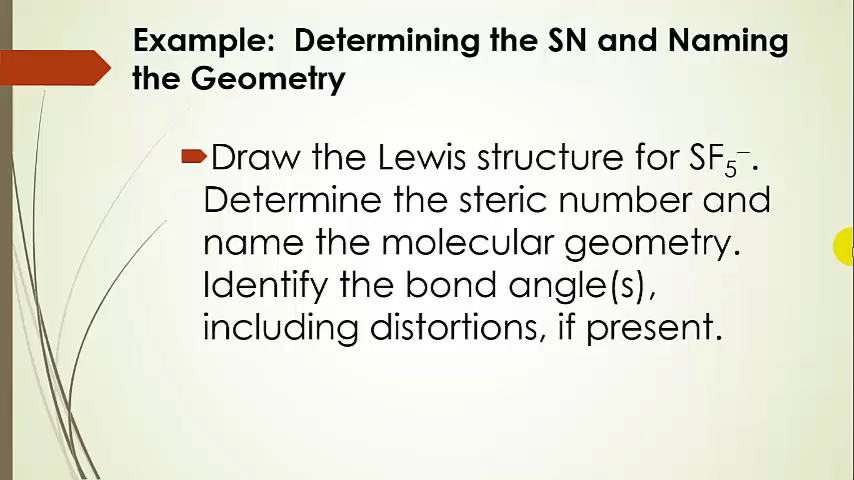 Example:  Determining the SN and Naming
the Geometry
Draw the Lewis structure for SF₅⁻.
Determine the steric number and
name the molecular geometry.
Identify the bond angle(s),
including distortions, if present.